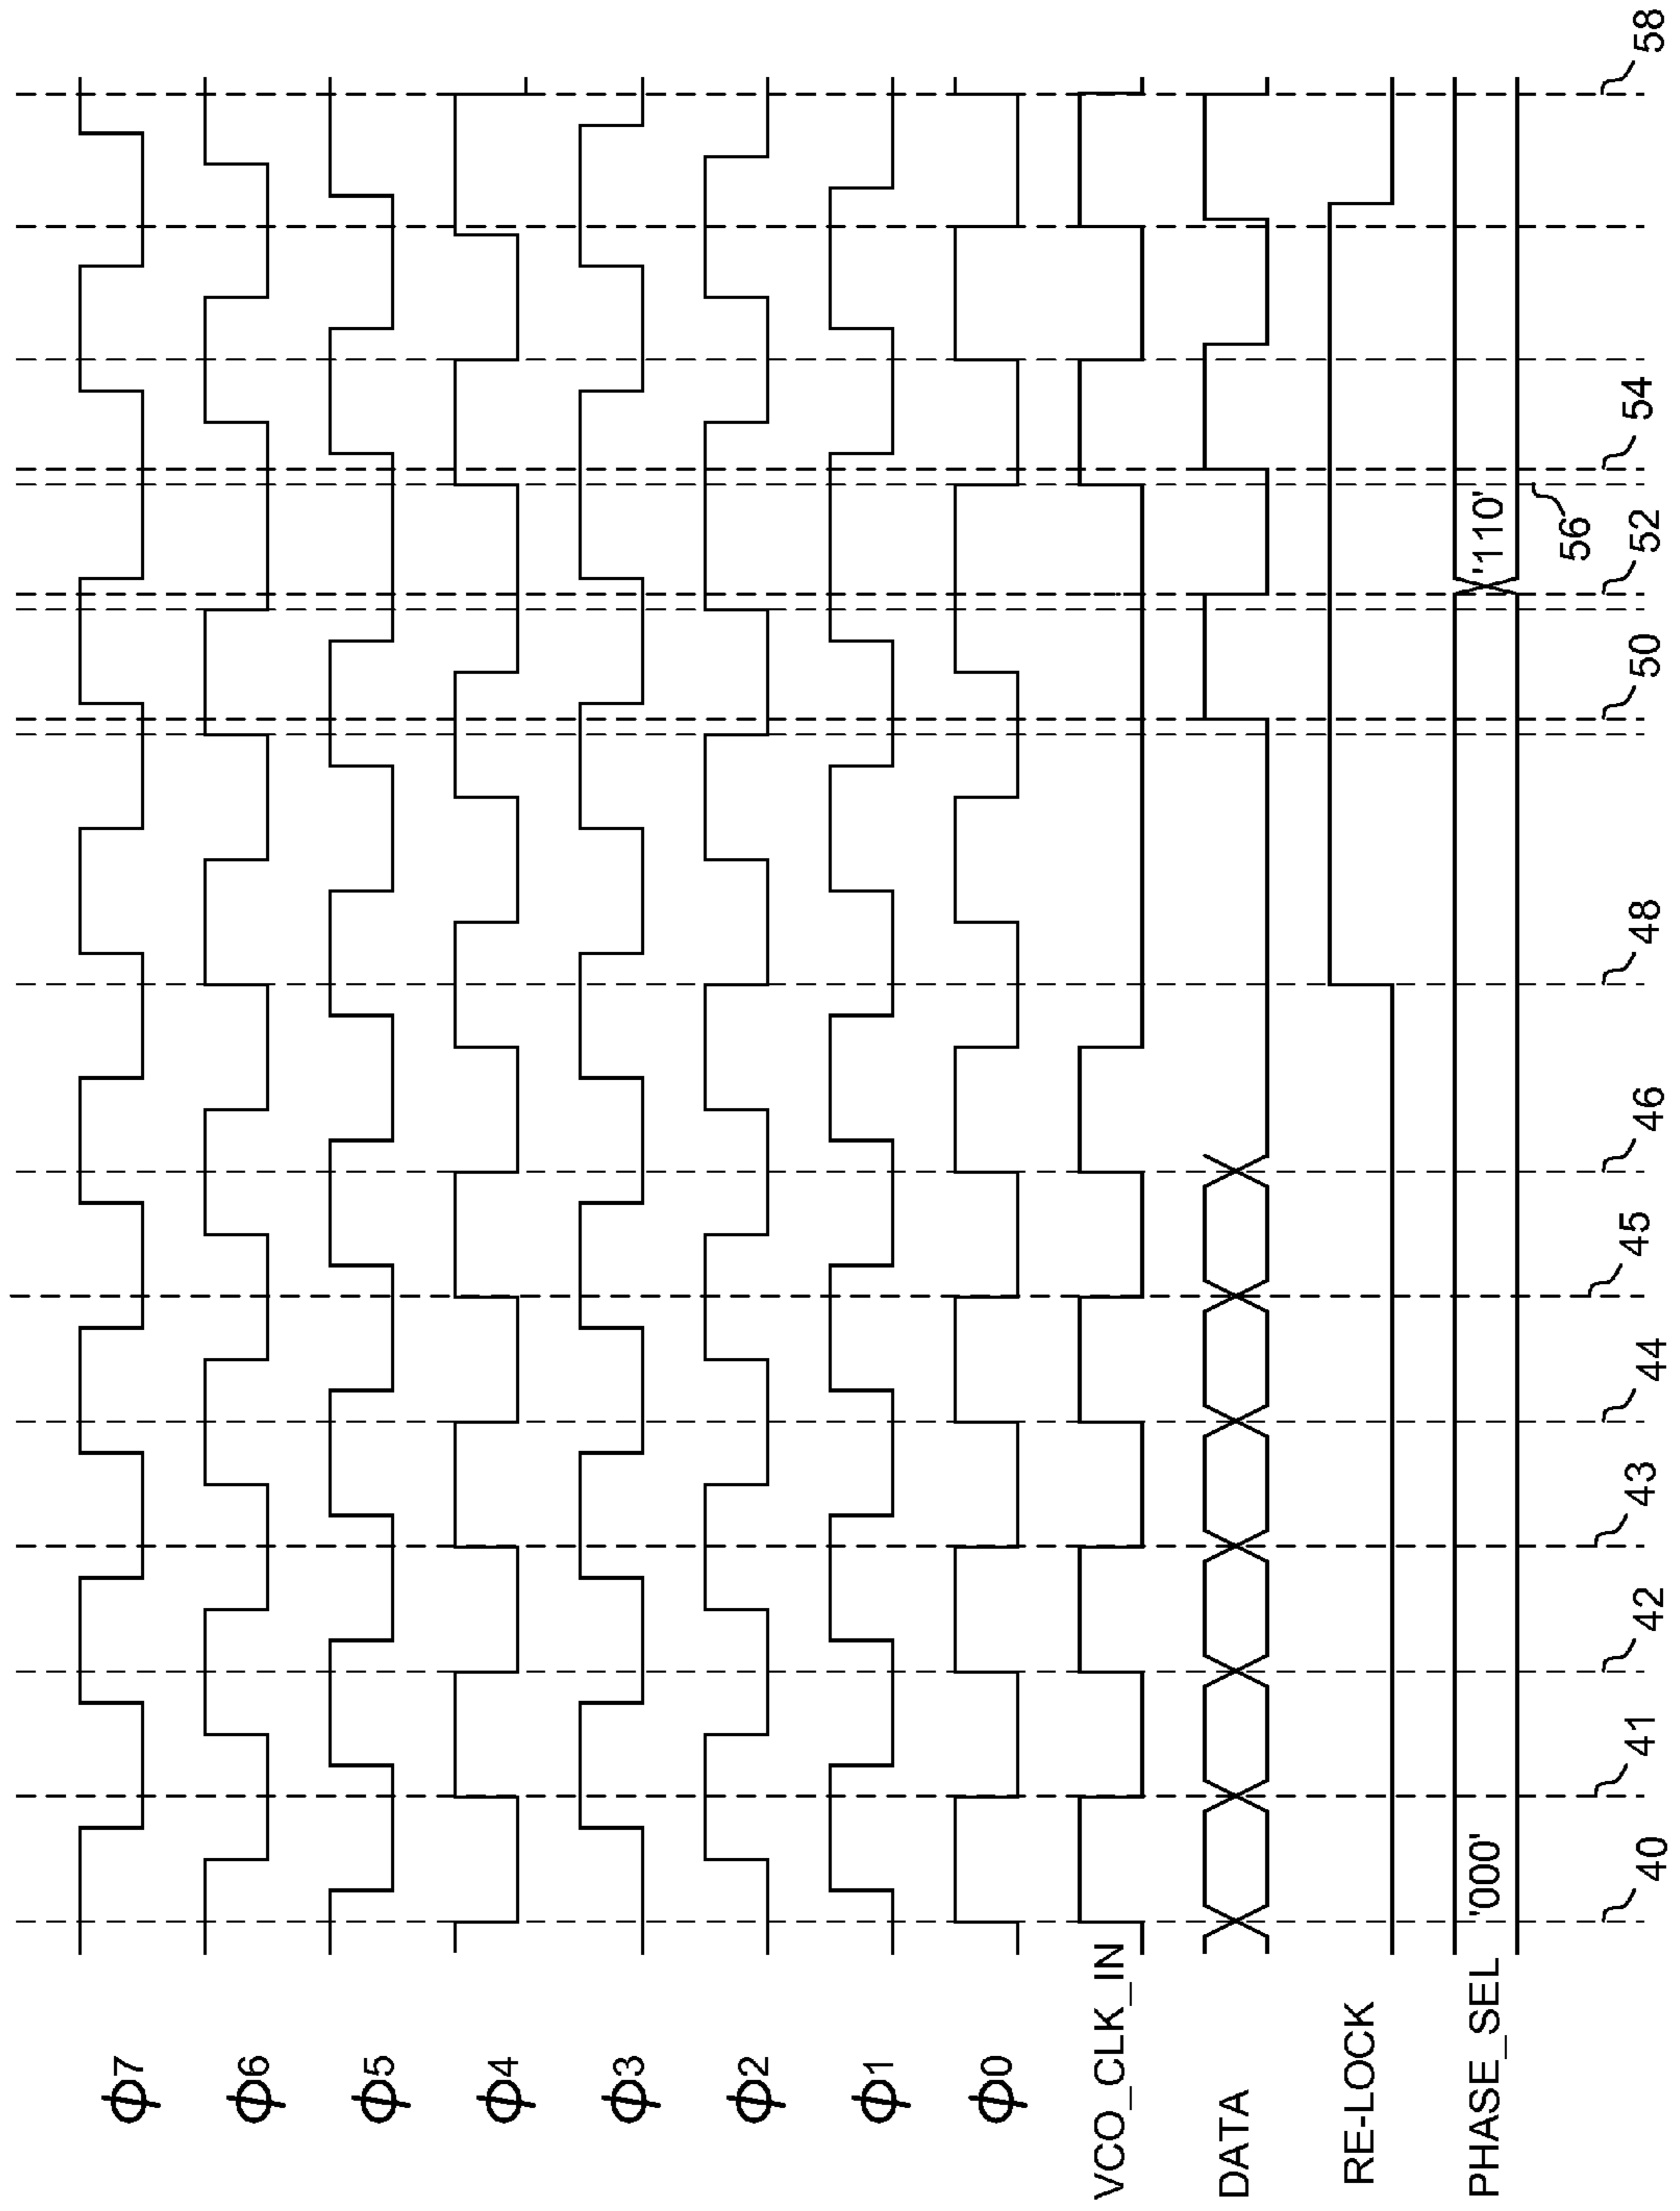 Φ7
Φ6
Φ5
Φ4
Φ3
Φ2
Φ1
Φ0
VCO_CLK_IN
DATA
RE-LOCK
PHASE_SEL '000' '110'
40 41 42 43 44 45 46 48 50 52 56 54 58